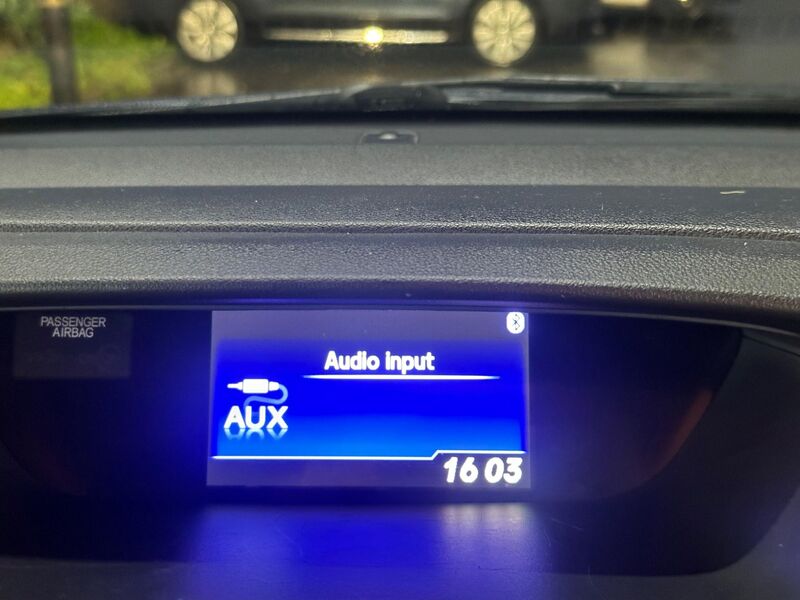 PASSENGER
AIRBAG
Audio input
AUX
16 03